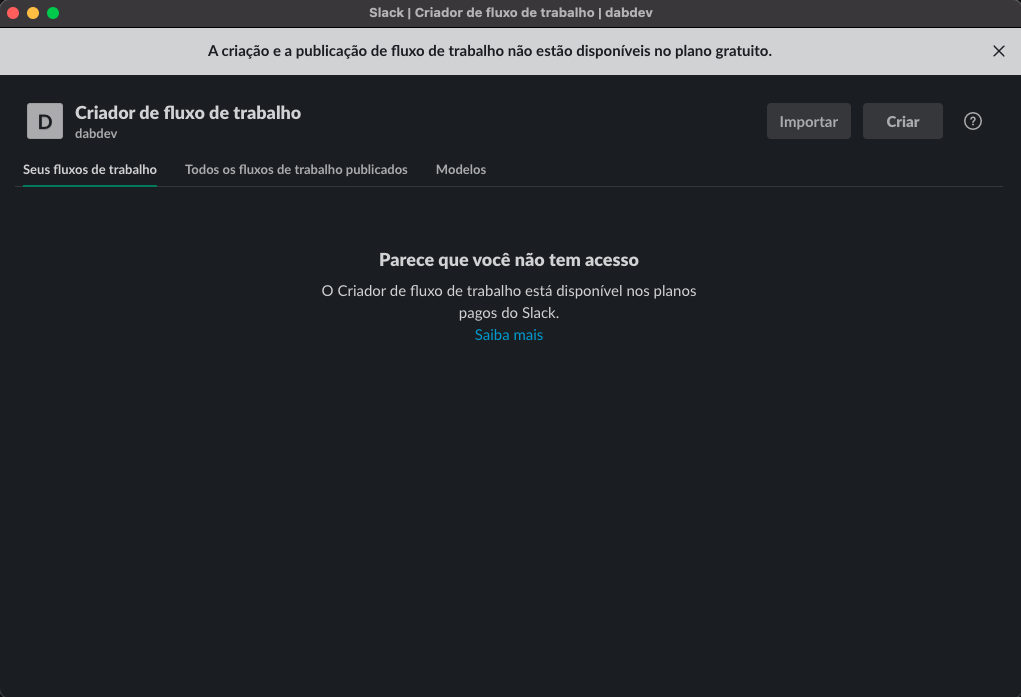 Slack | Criador de fluxo de trabalho | dabdev
A criação e a publicação de fluxo de trabalho não estão disponíveis no plano gratuito.
D
Criador de fluxo de trabalho
dabdev
Importar
Criar
?
Seus fluxos de trabalho
Todos os fluxos de trabalho publicados
Modelos
Parece que você não tem acesso
O Criador de fluxo de trabalho está disponível nos planos
pagos do Slack.
Saiba mais